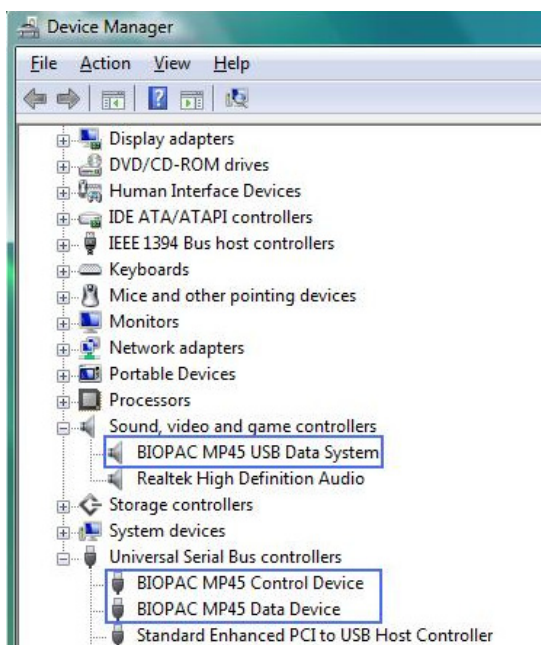 Device Manager
File Action View Help
Display adapters
DVD/CD-ROM drives
Human Interface Devices
IDE ATA/ATAPI controllers
IEEE 1394 Bus host controllers
Keyboards
Mice and other pointing devices
Monitors
Network adapters
Portable Devices
Processors
Sound, video and game controllers
BIOPAC MP45 USB Data System
Realtek High Definition Audio
Storage controllers
System devices
Universal Serial Bus controllers
BIOPAC MP45 Control Device
BIOPAC MP45 Data Device
Standard Enhanced PCI to USB Host Controller